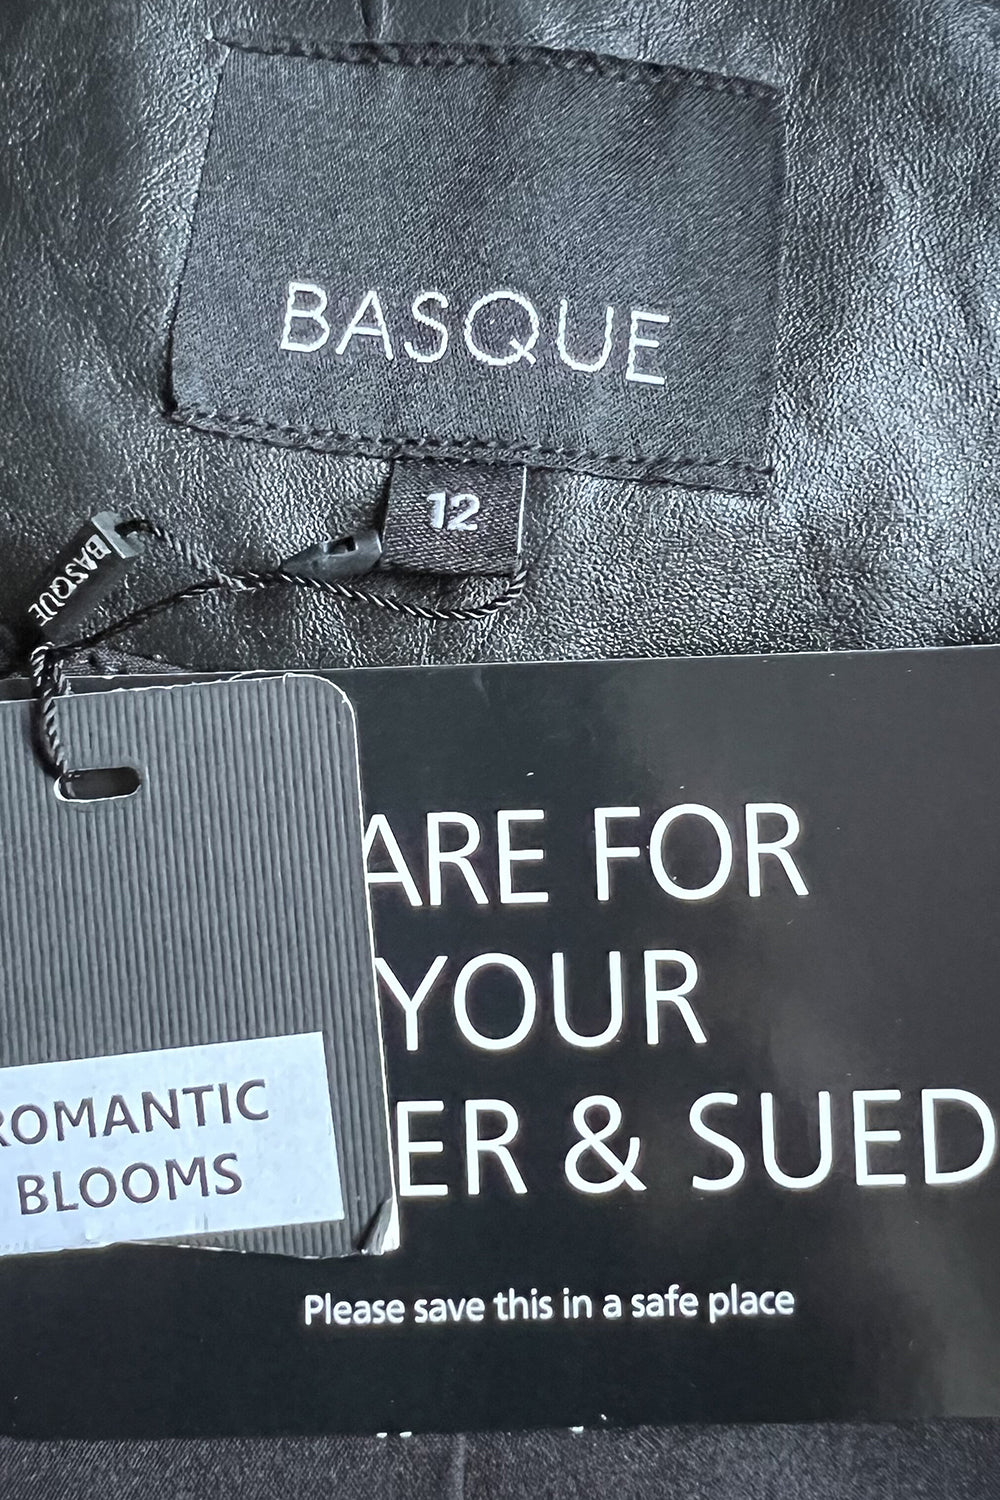 BASQUE
12
BASQUE
ARE FOR
YOUR
ER & SUED
ROMANTIC
BLOOMS
Please save this in a safe place